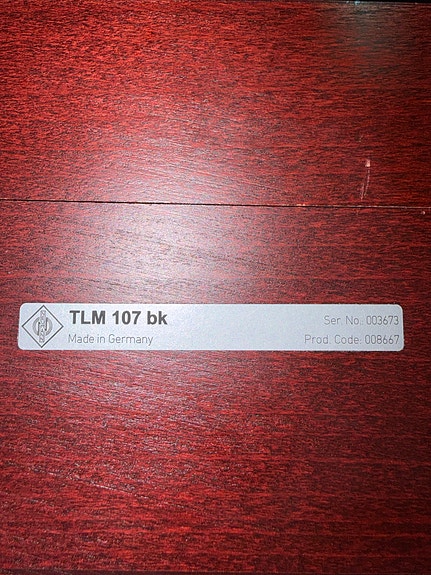 TLM 107 bk
Made in Germany
Ser. No.: 003673
Prod. Code: 008667